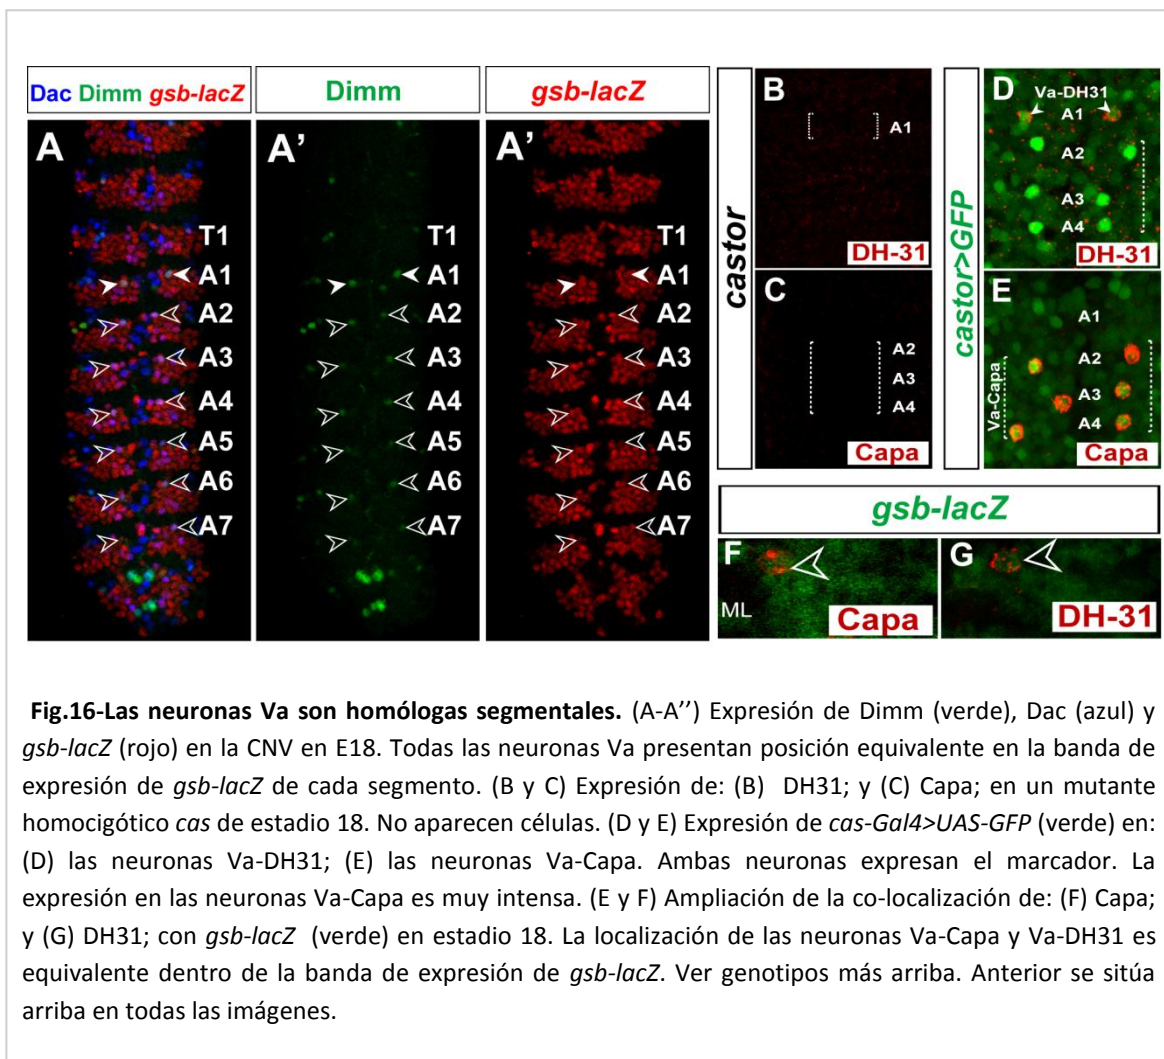 Dac Dimm gsb-lacZ
Dimm
gsb-lacZ
A
T1
A1
A2
A3
A4
A5
A6
A7
A’
T1
A1
A2
A3
A4
A5
A6
A7
A’
T1
A1
A2
A3
A4
A5
A6
A7
castor
B
A1
DH-31
C
A2
A3
A4
Capa
castor>GFP
D
Va-DH31
A1
A2
A3
A4
DH-31
E
A1
A2
A3
A4
Va-Capa
Capa
gsb-lacZ
F
ML
Capa
G
DH-31
Fig.16-Las neuronas Va son homólogas segmentales. (A-A’’) Expresión de Dimm (verde), Dac (azul) y
gsb-lacZ (rojo) en la CNV en E18. Todas las neuronas Va presentan posición equivalente en la banda de
expresión de gsb-lacZ de cada segmento. (B y C) Expresión de: (B) DH31; y (C) Capa; en un mutante
homocigótico cas de estadio 18. No aparecen células. (D y E) Expresión de cas-Gal4>UAS-GFP (verde) en:
(D) las neuronas Va-DH31; (E) las neuronas Va-Capa. Ambas neuronas expresan el marcador. La
expresión en las neuronas Va-Capa es muy intensa. (E y F) Ampliación de la co-localización de: (F) Capa;
y (G) DH31; con gsb-lacZ (verde) en estadio 18. La localización de las neuronas Va-Capa y Va-DH31 es
equivalente dentro de la banda de expresión de gsb-lacZ. Ver genotipos más arriba. Anterior se sitúa
arriba en todas las imágenes.